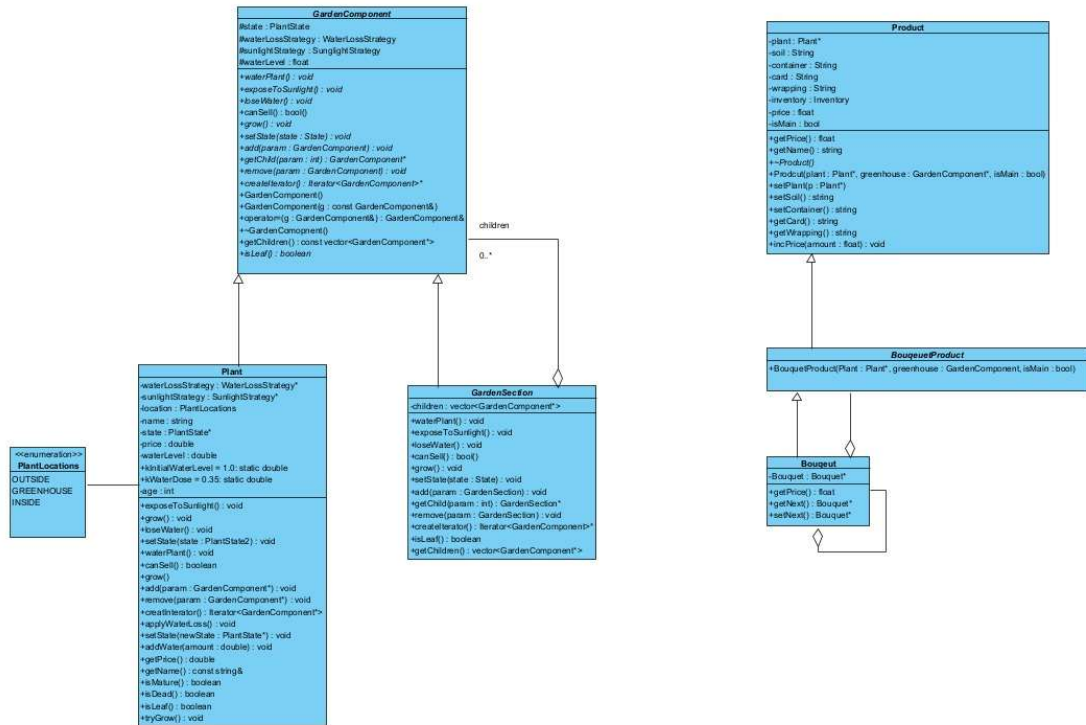 GardenComponent
#state : PlantState
#waterLossStrategy : WaterLossStrategy
#sunlightStrategy : SunglightStrategy
#waterLevel : float
+waterPlant() : void
+exposeToSunlight() : void
+loseWater() : void
+canSell() : bool()
+grow() : void
+setState(state : State) : void
+add(param : GardenComponent) : void
+getChild(param : int) : GardenComponent*
+remove(param : GardenComponent) : void
+createIterator() : Iterator<GardenComponent>*
+GardenComponent()
+GardenComponent(g : const GardenComponent&)
+operator=(g : GardenComponent&) : GardenComponent&
+~GardenComopnent()
+getChildren() : const vector<GardenComponent*>
+isLeaf() : boolean
children
0..*
Product
-plant : Plant*
-soil : String
-container : String
-card : String
-wrapping : String
-inventory : Inventory
-price : float
-isMain : bool
+getPrice() : float
+getName() : string
+~Product()
+Prodcut(plant : Plant*, greenhouse : GardenComponent*, isMain : bool)
+setPlant(p : Plant*)
+setSoil() : string
+setContainer() : string
+getCard() : string
+getWrapping() : string
+incPrice(amount : float) : void
<<enumeration>>
PlantLocations
OUTSIDE
GREENHOUSE
INSIDE
Plant
-waterLossStrategy : WaterLossStrategy*
-sunlightStrategy : SunlightStrategy*
-location : PlantLocations
-name : string
-state : PlantState*
-price : double
-waterLevel : double
+kInitialWaterLevel = 1.0: static double
+kWaterDose = 0.35: static double
-age : int
+exposeToSunlight() : void
+grow() : void
+loseWater() : void
+setState(state : PlantState2) : void
+waterPlant() : void
+canSell() : boolean
+grow()
+add(param : GardenComponent*) : void
+remove(param : GardenComponent*) : void
+creatInterator() : Iterator<GardenComponent*>
+applyWaterLoss() : void
+setState(newState : PlantState*) : void
+addWater(amount : double) : void
+getPrice() : double
+getName() : const string&
+isMature() : boolean
+isDead() : boolean
+isLeaf() : boolean
+tryGrow() : void
GardenSection
-children : vector<GardenComponent*>
+waterPlant() : void
+exposeToSunlight() : void
+loseWater() : void
+canSell() : bool()
+grow() : void
+setState(state : State) : void
+add(param : GardenSection) : void
+getChild(param : int) : GardenSection*
+remove(param : GardenSection) : void
+createIterator() : Iterator<GardenComponent>*
+isLeaf() : boolean
+getChildren() : vector<GardenComponent*>
BouqeuetProduct
+BouquetProduct(Plant : Plant*, greenhouse : GardenComponent, isMain : bool)
Bouqeut
-Bouquet : Bouquet*
+getPrice() : float
+getNext() : Bouquet*
+setNext() : Bouquet*